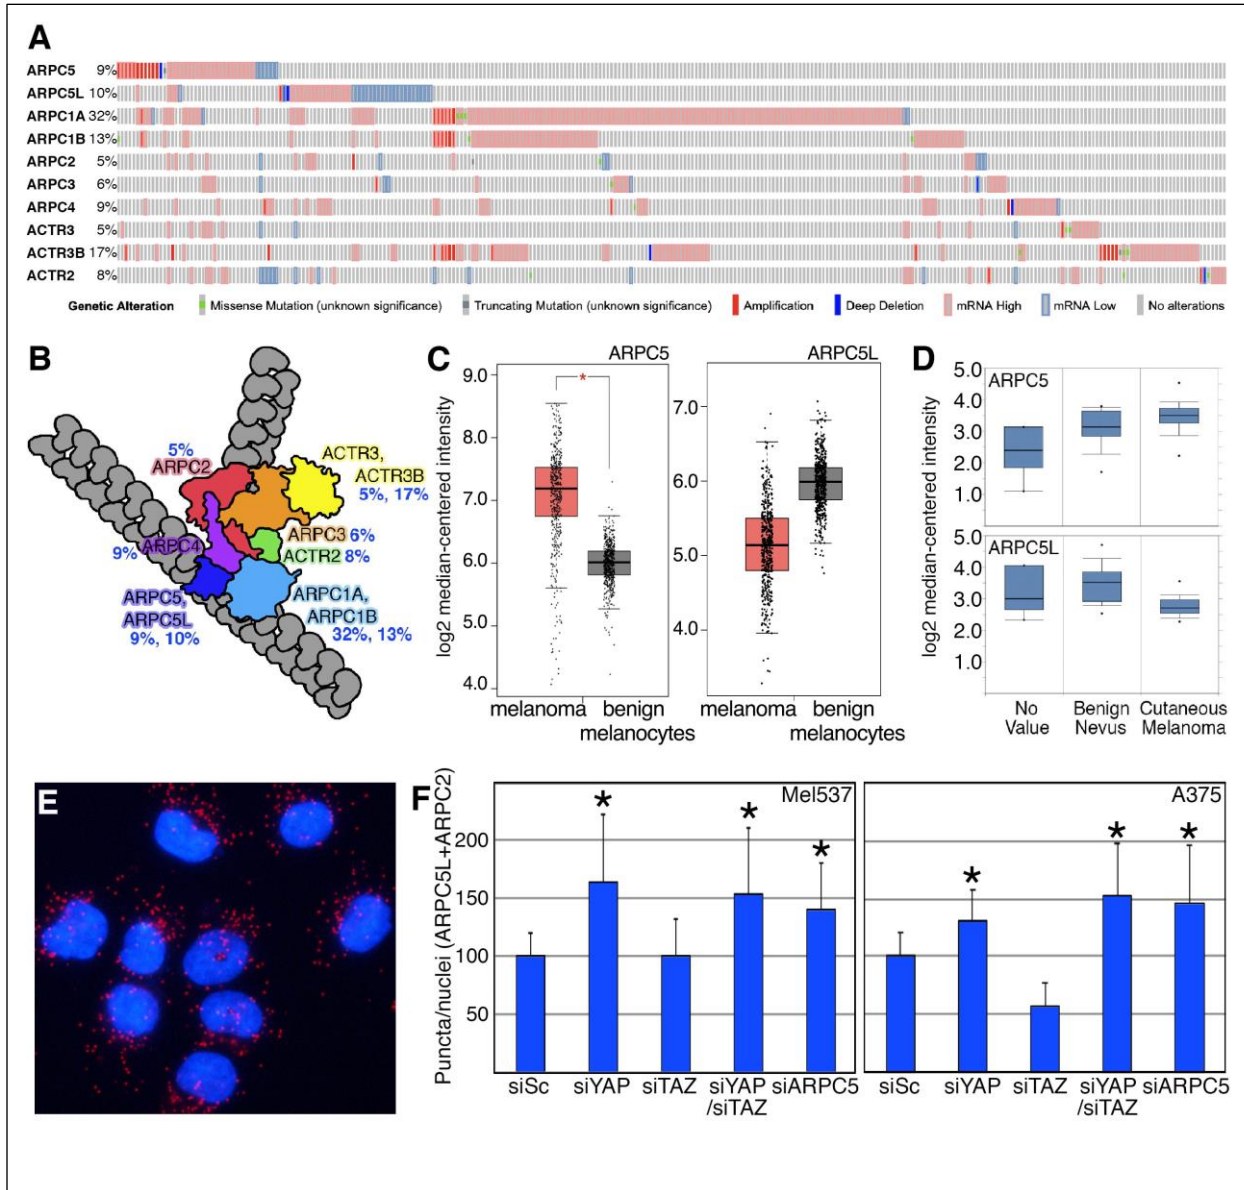 A
ARPC5 9%
ARPC5L 10%
ARPC1A 32%
ARPC1B 13%
ARPC2 5%
ARPC3 6%
ARPC4 9%
ACTR3 5%
ACTR3B 17%
ACTR2 8%
Genetic Alteration Missense Mutation (unknown significance) Truncating Mutation (unknown significance) Amplification Deep Deletion mRNA High mRNA Low No alterations
B
5%
ARPC2
ACTR3,
ACTR3B
5%, 17%
ARPC3 6%
ACTR2 8%
9% ARPC4
ARPC5,
ARPC5L
9%, 10%
ARPC1A,
ARPC1B
32%, 13%
C
ARPC5
log2 median-centered intensity
9.0
8.0
7.0
6.0
5.0
4.0
*
melanoma benign
melanocytes
ARPC5L
7.0
6.0
5.0
4.0
melanoma benign
melanocytes
D
log2 median-centered intensity
ARPC5
5.0
4.0
3.0
2.0
1.0
ARPC5L
5.0
4.0
3.0
2.0
1.0
No Benign Cutaneous
Value Nevus Melanoma
E
F
Puncta/nuclei (ARPC5L+ARPC2)
Mel537
200
150
100
50
* * *
siSc siYAP siTAZ siYAP siARPC5
/siTAZ
A375
* * *
siSc siYAP siTAZ siYAP siARPC5
/siTAZ